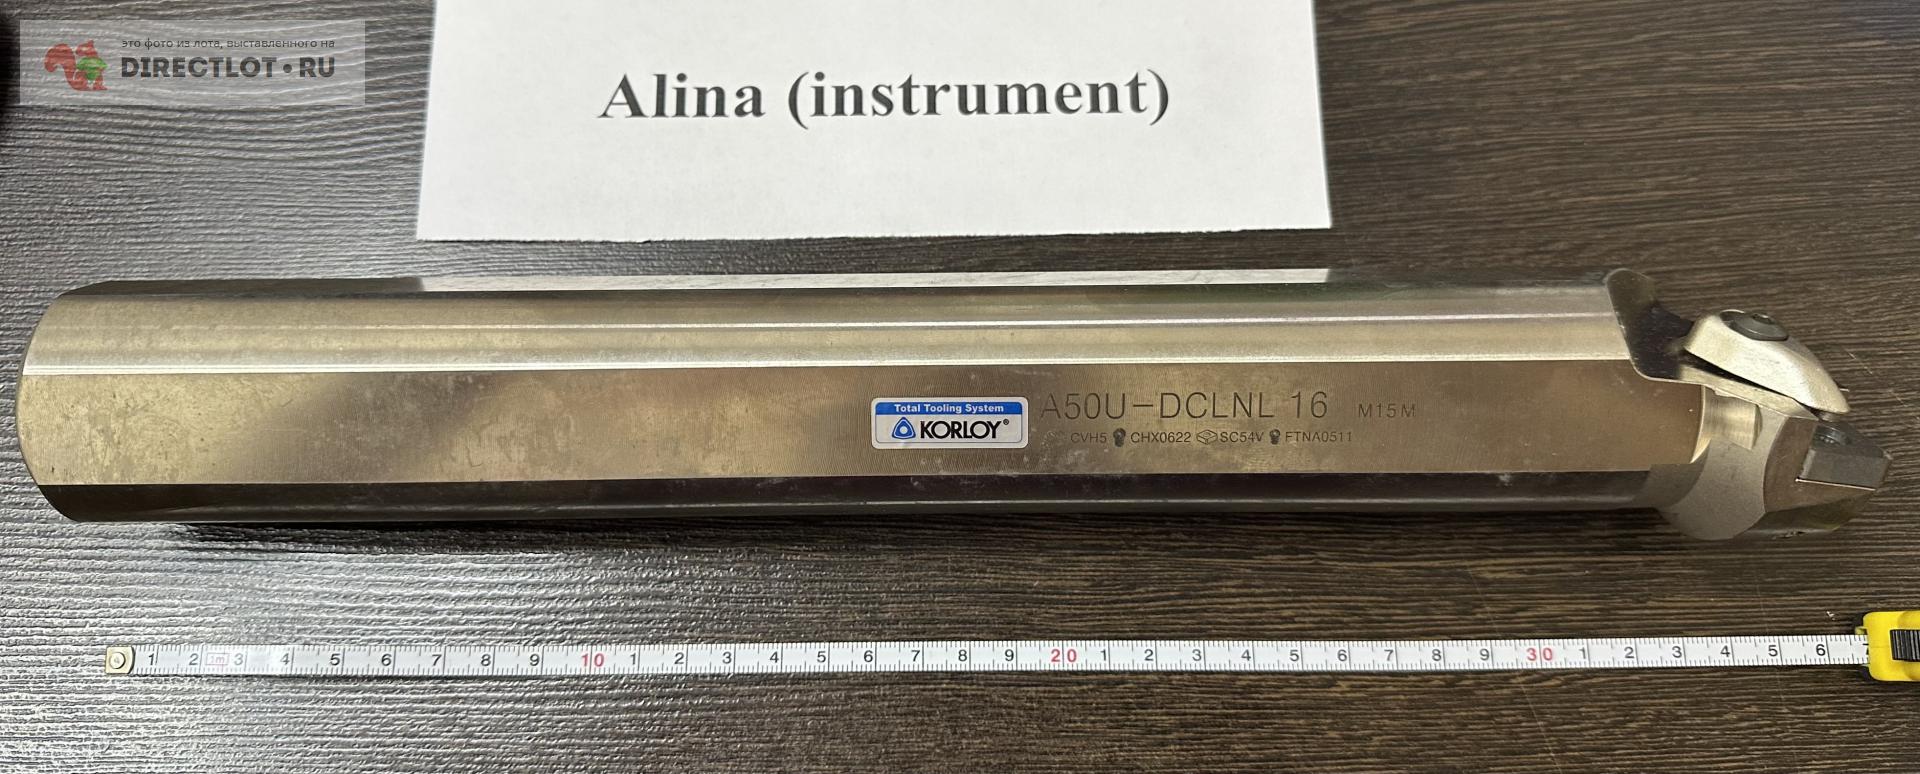 это фото из лота, выставленного на
DIRECTLOT•RU
Alina (instrument)
Total Tooling System
KORLOY®
A50U-DCLNL 16 M15M
CVH5 CHX0622 SC54V FTNA0511
1 2 1m 3 4 5 6 7 8 9 10 1 2 3 4 5 6 7 8 9 20 1 2 3 4 5 6 7 8 9 30 1 2 3 4 5 6 7